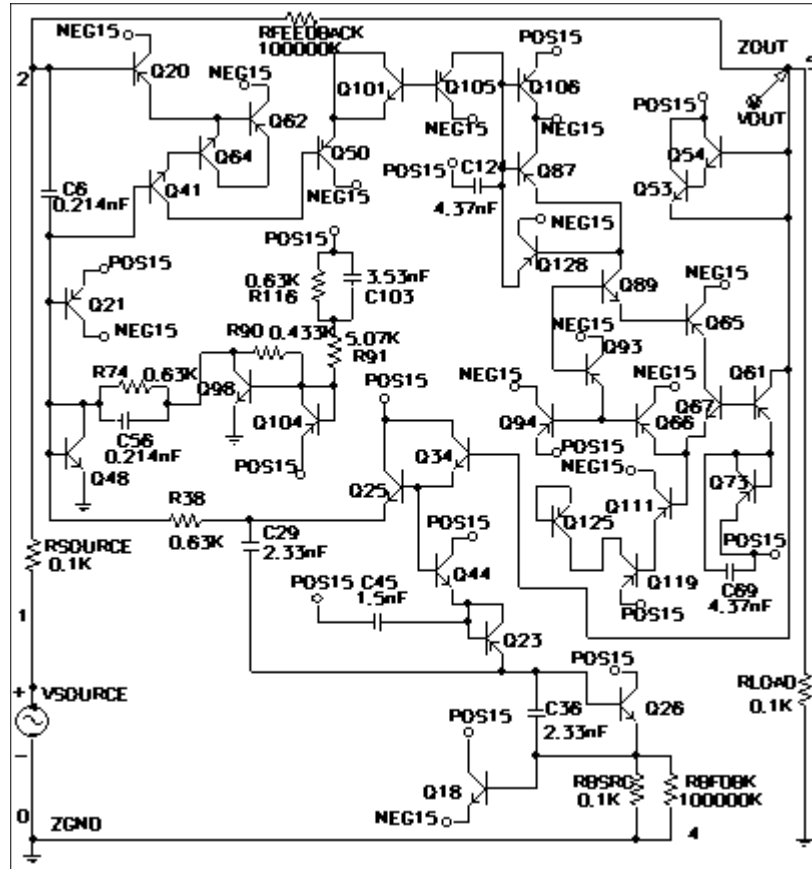 NEG15
RFEEDBACK
100000K
POS15
ZOUT
2
Q20
NEG15
Q101
Q105
Q106
VOUT
Q62
NEG15
NEG15
POS15
Q64
Q50
POS15
C124
Q87
Q54
C6
0.214nF
Q41
NEG15
4.37nF
Q53
POS15
NEG15
POS15
0.63K
R116
3.53nF
C103
Q128
Q89
NEG15
Q21
NEG15
R90
0.433K
5.07K
R91
NEG15
Q93
Q65
R74
0.63K
Q98
POS15
NEG15
NEG15
Q61
Q67
C56
0.214nF
Q104
Q94
Q66
Q48
POS15
Q34
POS15
NEG15
Q73
R38
Q25
Q111
0.63K
C29
2.33nF
POS15
Q125
POS15
RSOURCE
0.1K
Q44
Q119
C69
4.37nF
POS15
C45
1.5nF
POS15
1
Q23
POS15
RLOAD
0.1K
+
VSOURCE
C36
2.33nF
Q26
POS15
-
Q18
RBSRC
0.1K
RBFDBK
100000K
0
ZGND
NEG15
4